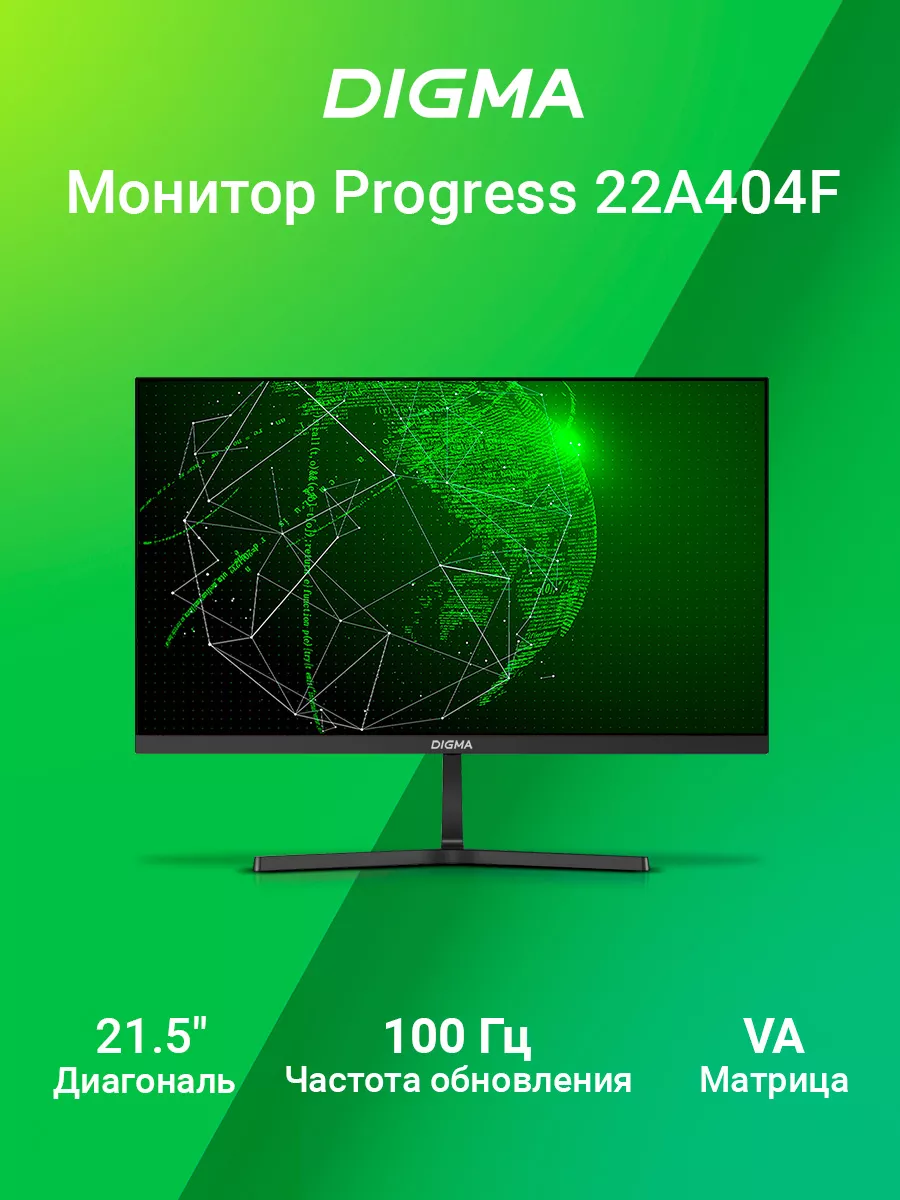 DIGMA
Монитор Progress 22A404F
DIGMA
21.5"
Диагональ
100 Гц
Частота обновления
VA
Матрица